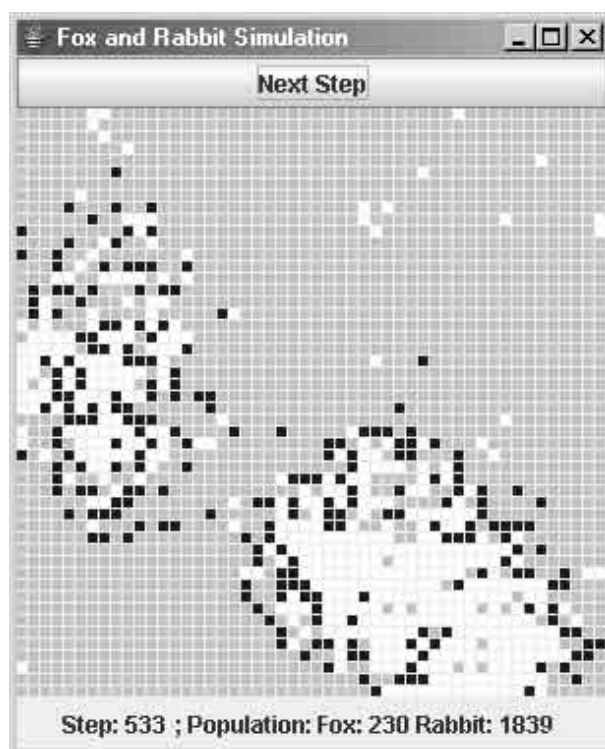 Fox and Rabbit Simulation
Next Step
Step: 533 ; Population: Fox: 230 Rabbit: 1839